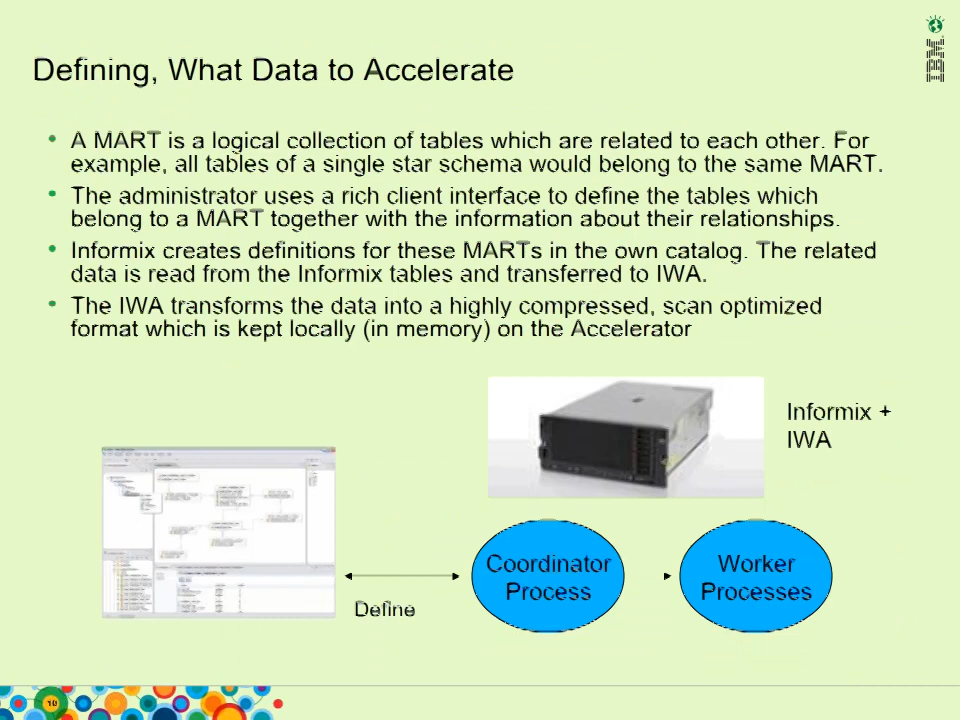 IBM
Defining, What Data to Accelerate
A MART is a logical collection of tables which are related to each other. For
example, all tables of a single star schema would belong to the same MART.
The administrator uses a rich client interface to define the tables which
belong to a MART together with the information about their relationships.
Informix creates definitions for these MARTs in the own catalog. The related
data is read from the Informix tables and transferred to IWA.
The IWA transforms the data into a highly compressed, scan optimized
format which is kept locally (in memory) on the Accelerator
Informix +
IWA
Coordinator
Process
Worker
Processes
Define
10